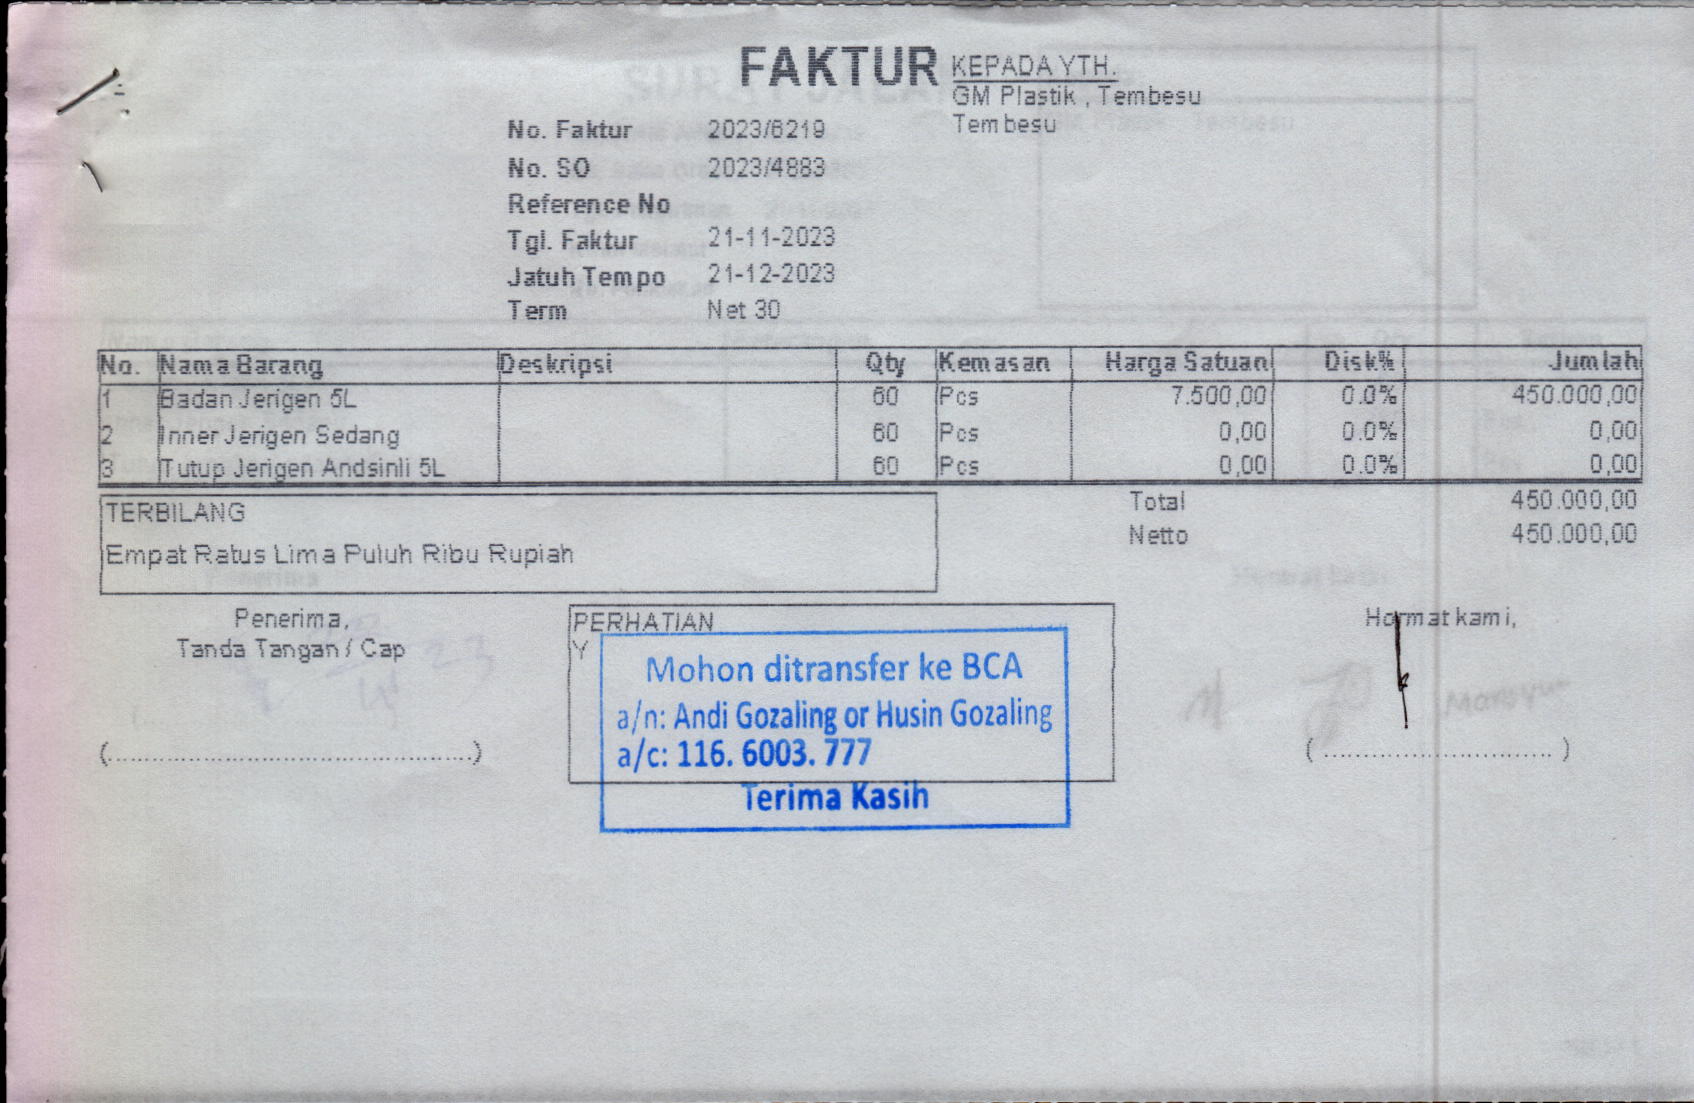 FAKTUR
KEPADA YTH.
GM Plastik , Tembesu
Tembesu
No. Faktur 2023/6219
No. SO 2023/4883
Reference No
Tgl. Faktur 21-11-2023
Jatuh Tempo 21-12-2023
Term Net 30
No. Nama Barang Deskripsi Qty Kemasan Harga Satuan Disk% Jumlah
1 Badan Jerigen 5L 60 Pcs 7.500,00 0.0% 450.000,00
2 Inner Jerigen Sedang 60 Pcs 0,00 0.0% 0,00
3 Tutup Jerigen Andsinli 5L 60 Pcs 0,00 0.0% 0,00
TERBILANG
Empat Ratus Lima Puluh Ribu Rupiah
Total 450.000,00
Netto 450.000,00
Penerima,
Tanda Tangan / Cap
(..............................................)
PERHATIAN
Y
Mohon ditransfer ke BCA
a/n: Andi Gozaling or Husin Gozaling
a/c: 116. 6003. 777
Terima Kasih
Hormat kami,
(.............................)